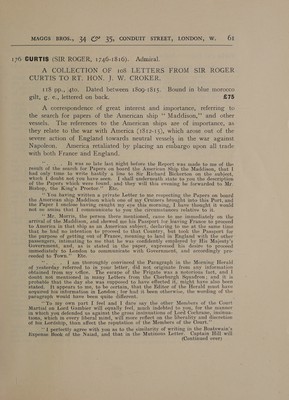 MAGGS BROS., 34 & 35, CONDUIT STREET, LONDON, W. 61
176 CURTIS (SIR ROGER, 1746-1816). Admiral.
A COLLECTION OF 108 LETTERS FROM SIR ROGER
CURTIS TO RT. HON. J. W. CROKER.
118 pp., 4to. Dated between 1809-1813. Bound in blue morocco
gilt, g. e., lettered on back. £75
A correspondence of great interest and importance, referring to
the search for papers of the American ship "Maddison," and other
vessels. The references to the American ships are of importance, as
they relate to the war with America (1812-15), which arose out of the
severe action of England towards neutral vessels in the war against
Napoleon. America retaliated by placing an embargo upon all trade
with both France and England.
". . . It was so late last night before the Report was made to me of the
result of the search for Papers on board the American Ship the Madison, that I
had only time to write hastily a line to Sir Richard Bickerton on the subject,
which I doubt not you have seen. I shall understand state to you the description
of the Papers which were found, and they will this evening be forwarded to Mr.
Bishop, the King's Proctor." Etc.
"You having written a private Letter to me respecting the Papers on board
the American Ship Maddison which one of my Cruizers brought into this Port, and
the Paper I enclose having caught my eye this morning, I have thought it would
not be amiss, that I communicate to you the circumstances relative to it.
"Mr. Morris, the person there mentioned, came to me immediately on the
arrival of the Maddison, and shewed me his Passport for leaving France to proceed
to America in that ship as an American subject, declaring to me at the same time
that he had no intention to proceed to that Country, but took the Passport for
the purpose of getting out of France, meaning to land in England with the other
passengers, intimating to me that he was confidently employed by His Majesty's
Government, and, as is stated in the paper, expressed his desire to proceed
immediately to London to communicate with Government, and accordingly proceeded to Town." Etc.
". . . I am thoroughly convinced the Paragraph in the Morning Herald
of yesterday referred to in your letter, did not originate from any information
obtained from my office. The escape of the Frigate was a notorious fact, and I
doubt not mentioned in many Letters from the Cherburgh Squadron, and it is
probable that the day she was supposed to have effected it, might have also been
stated. It appears to me, to be certain, that the Editor of the Herald must have
acquired his information in London; for had it been otherwise, the wording of the
paragraph would have been quite different.
"To my own part I feel and I dare say the other Members of the Court
Martial on Lord Gambier will equally feel, much indebted to you, for the manner
in which you defended us against the gross insinuations of Lord Cochrane, insinuations, which in every liberal mind, will more reflect on the liberality and discretion
of his Lordship, than affect the reputation of the Members of the Court."
"I perfectly agree with you as to the similarity of writing in the Boatswain's
Expense Book of the Naiad, and that in the Mutinous Letter. Captain Hill will
(Continued over)